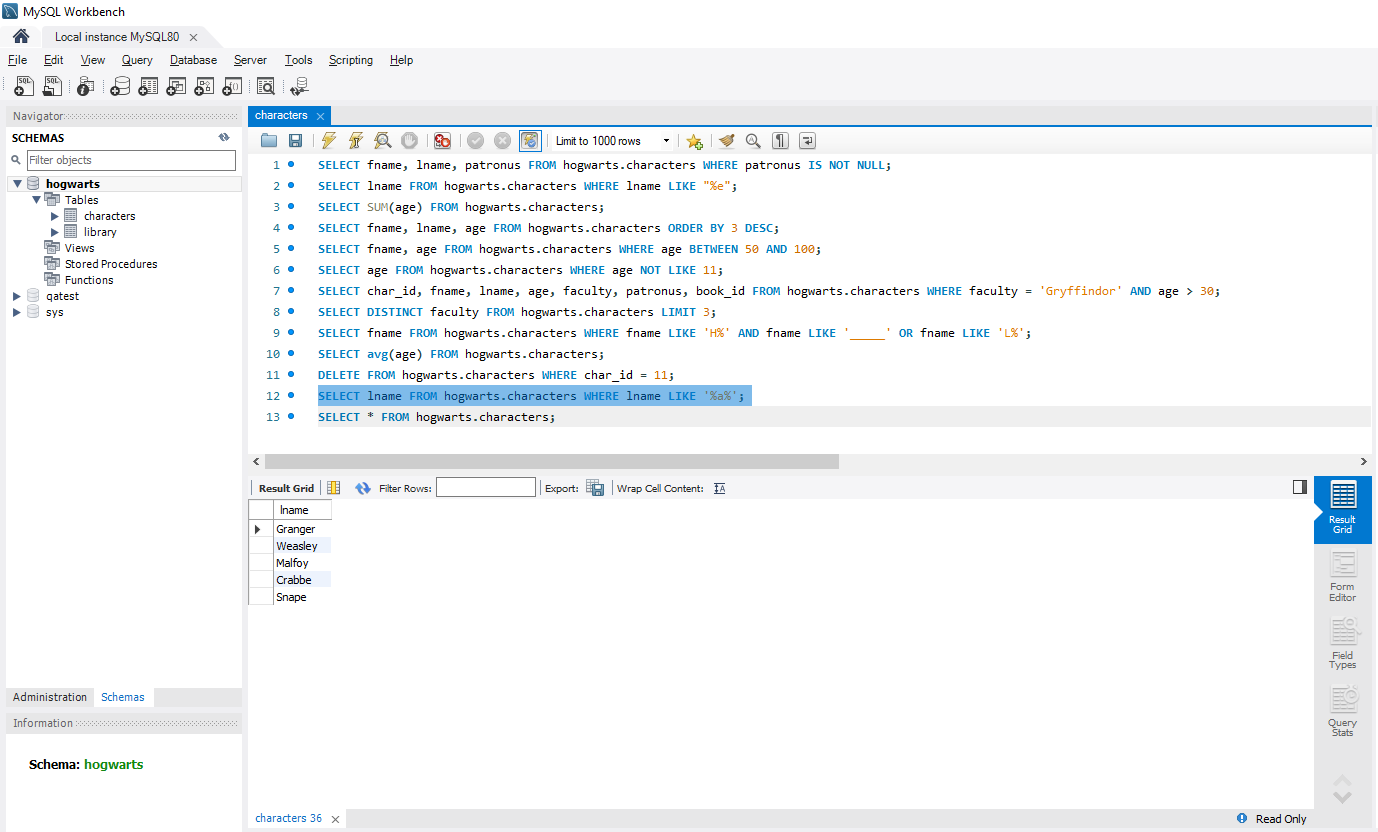 MySQL Workbench
Local instance MySQL80
File Edit View Query Database Server Tools Scripting Help
Navigator
SCHEMAS
Filter objects
hogwarts
Tables
characters
library
Views
Stored Procedures
Functions
qatest
sys
Administration Schemas
Information
Schema: hogwarts
characters
Limit to 1000 rows
1 SELECT fname, lname, patronus FROM hogwarts.characters WHERE patronus IS NOT NULL;
2 SELECT lname FROM hogwarts.characters WHERE lname LIKE "%e";
3 SELECT SUM(age) FROM hogwarts.characters;
4 SELECT fname, lname, age FROM hogwarts.characters ORDER BY 3 DESC;
5 SELECT fname, age FROM hogwarts.characters WHERE age BETWEEN 50 AND 100;
6 SELECT age FROM hogwarts.characters WHERE age NOT LIKE 11;
7 SELECT char_id, fname, lname, age, faculty, patronus, book_id FROM hogwarts.characters WHERE faculty = 'Gryffindor' AND age > 30;
8 SELECT DISTINCT faculty FROM hogwarts.characters LIMIT 3;
9 SELECT fname FROM hogwarts.characters WHERE fname LIKE 'H%' AND fname LIKE '_____' OR fname LIKE 'L%';
10 SELECT avg(age) FROM hogwarts.characters;
11 DELETE FROM hogwarts.characters WHERE char_id = 11;
12 SELECT lname FROM hogwarts.characters WHERE lname LIKE '%a%';
13 SELECT * FROM hogwarts.characters;
Result Grid Filter Rows: Export: Wrap Cell Content:
lname
Granger
Weasley
Malfoy
Crabbe
Snape
Result
Grid
Form
Editor
Field
Types
Query
Stats
characters 36
Read Only